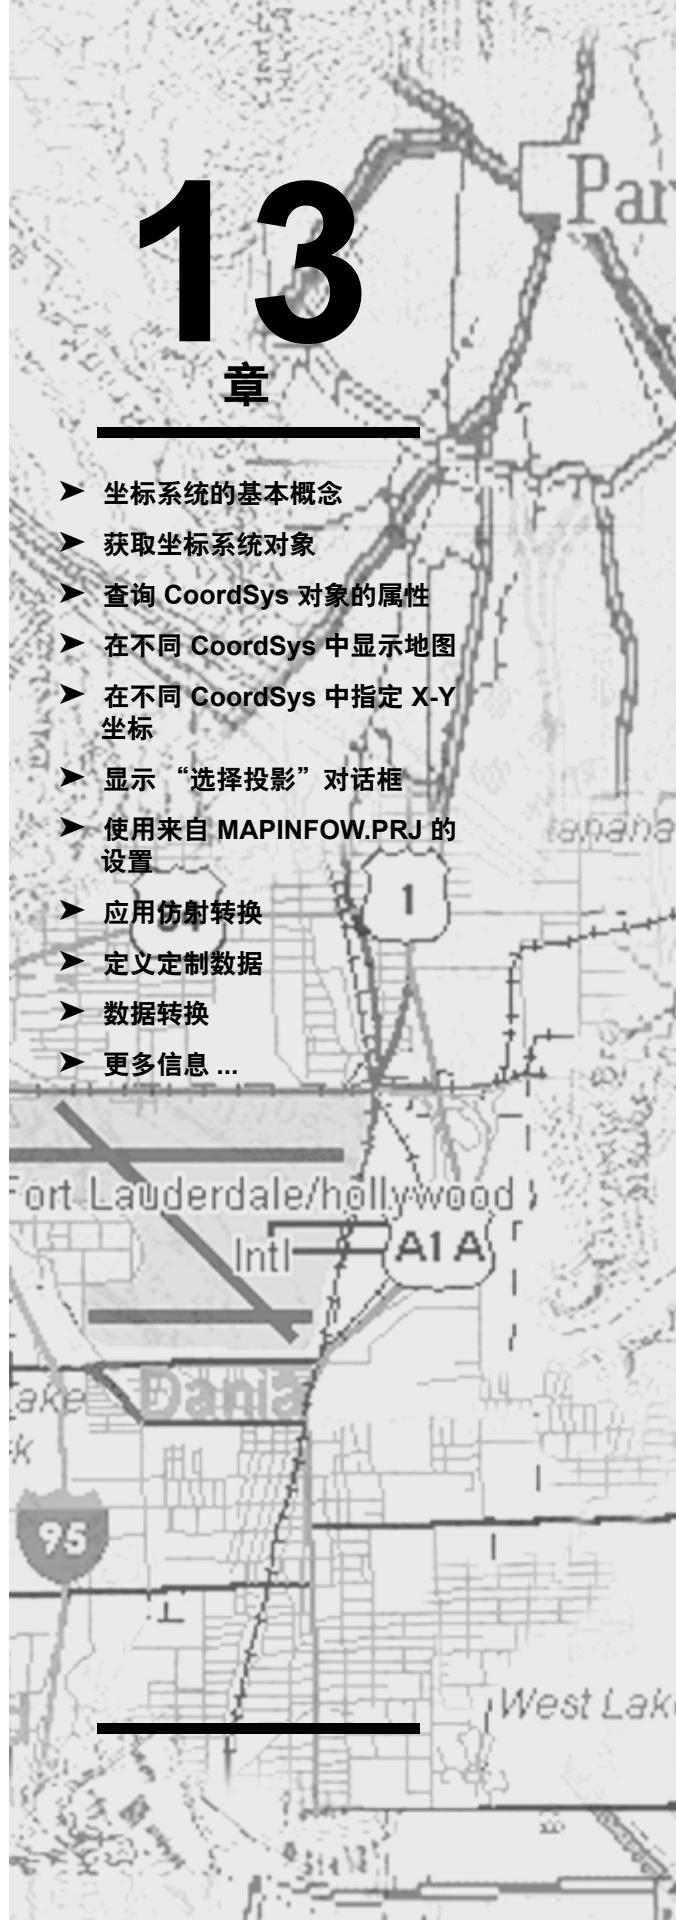 Par
13
章
➤ 坐标系统的基本概念
➤ 获取坐标系统对象
➤ 查询 CoordSys 对象的属性
➤ 在不同 CoordSys 中显示地图
➤ 在不同 CoordSys 中指定 X-Y
坐标
➤ 显示 “选择投影”对话框
➤ 使用来自 MAPINFOW.PRJ 的
设置
➤ 应用仿射转换
1
➤ 定义定制数据
➤ 数据转换
➤ 更多信息 ...
Fort Lauderdale/hollywood
Intl
A1A
Dania
ake
k
95
West Lake